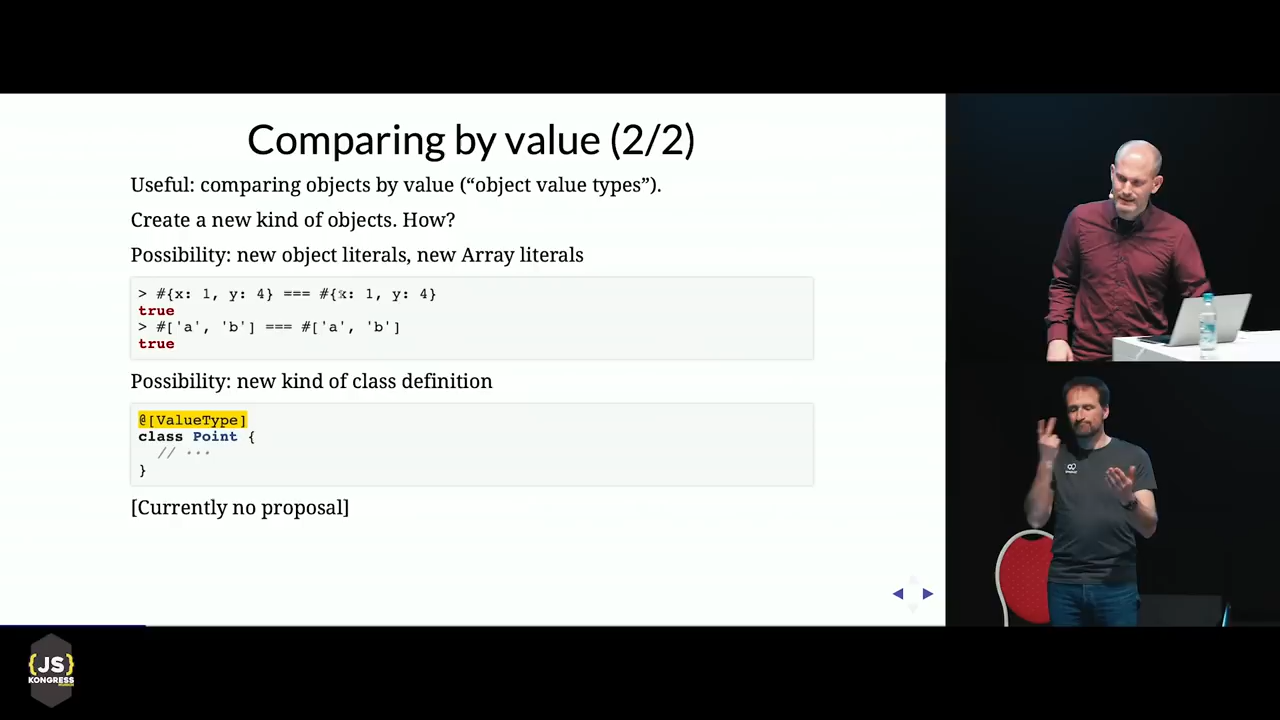 Comparing by value (2/2)
Useful: comparing objects by value (“object value types”).
Create a new kind of objects. How?
Possibility: new object literals, new Array literals
> #{x: 1, y: 4} === #{x: 1, y: 4}
true
> #['a', 'b'] === #['a', 'b']
true
Possibility: new kind of class definition
@[ValueType]
class Point {
// ···
}
[Currently no proposal]
{JS}
KONGRESS